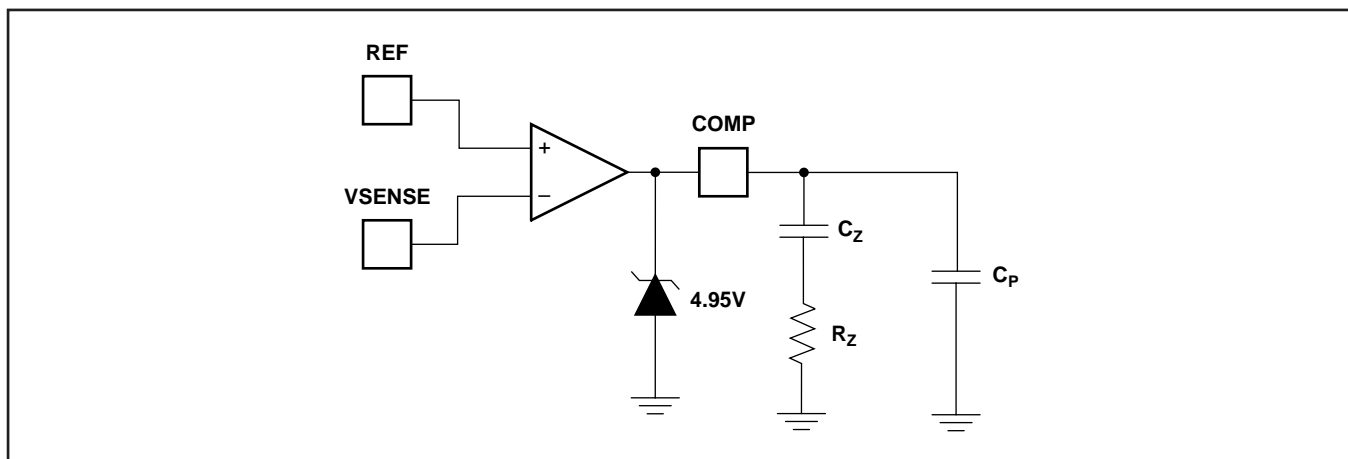 REF
COMP
+
VSENSE
−
C_Z
4.95V
C_P
R_Z